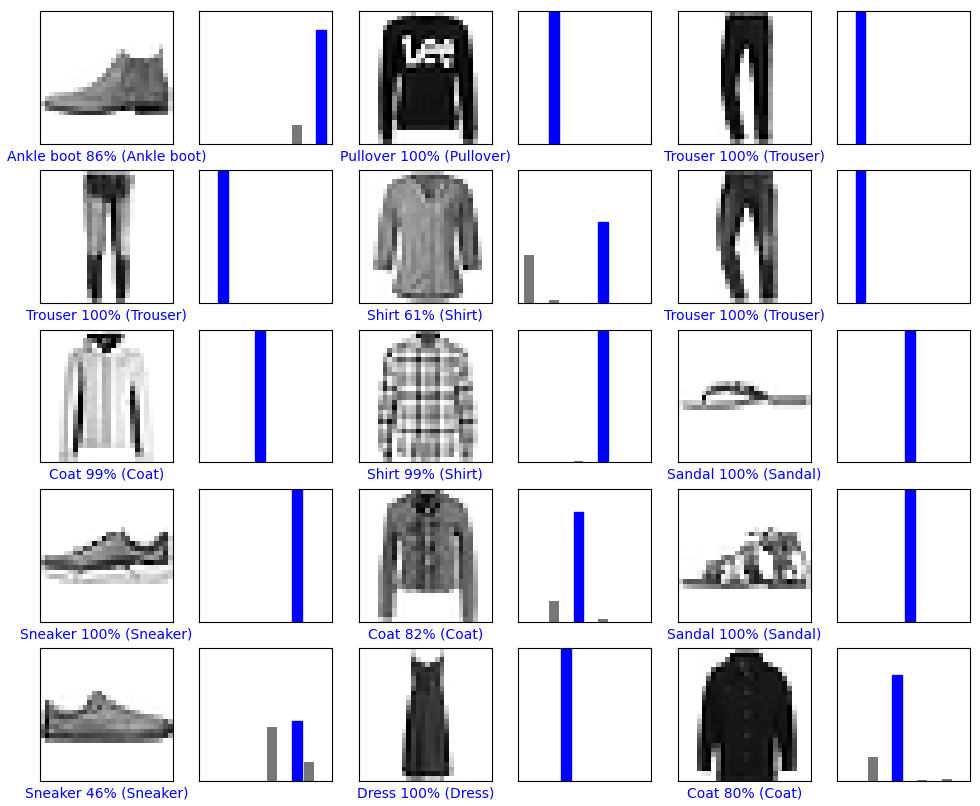 Lee
Ankle boot 86% (Ankle boot)
Pullover 100% (Pullover)
Trouser 100% (Trouser)
Trouser 100% (Trouser)
Shirt 61% (Shirt)
Trouser 100% (Trouser)
Coat 99% (Coat)
Shirt 99% (Shirt)
Sandal 100% (Sandal)
Sneaker 100% (Sneaker)
Coat 82% (Coat)
Sandal 100% (Sandal)
Sneaker 46% (Sneaker)
Dress 100% (Dress)
Coat 80% (Coat)